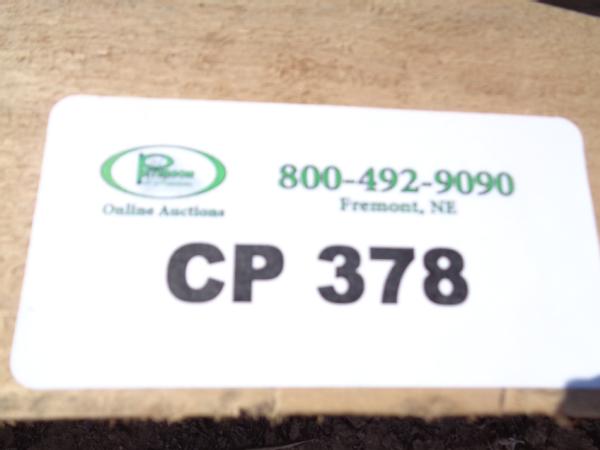 800-492-9090
Fremont, NE
Online Auctions
CP 378